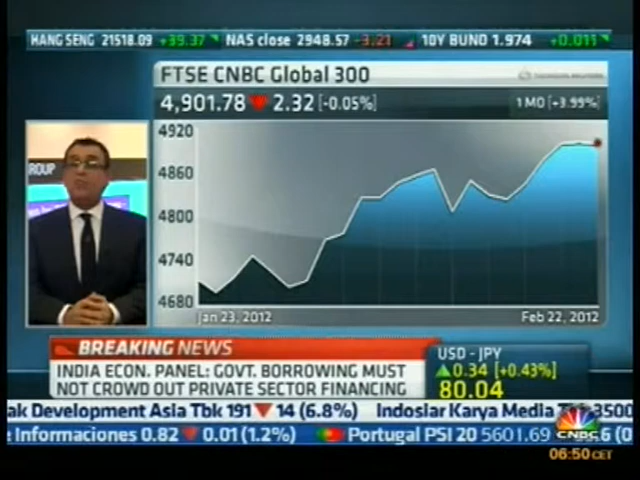 HANG SENG 21518.09 +39.37 NAS close 2948.57 -3.21 10Y BUND 1.974 +0.011
FTSE CNBC Global 300
4,901.78 2.32 [-0.05%] 1 MO [+3.99%]
4920
4860
4800
4740
4680
ROUP
Jan 23, 2012 Feb 22, 2012
BREAKING NEWS
INDIA ECON. PANEL: GOVT. BORROWING MUST
NOT CROWD OUT PRIVATE SECTOR FINANCING
USD - JPY
0.34 [+0.43%]
80.04
ak Development Asia Tbk 191 14 (6.8%) Indoslar Karya Media T 3500
e Informaciones 0.82 0.01 (1.2%) Portugal PSI 20 5601.69 6 (0
CNBC
06:50 CET